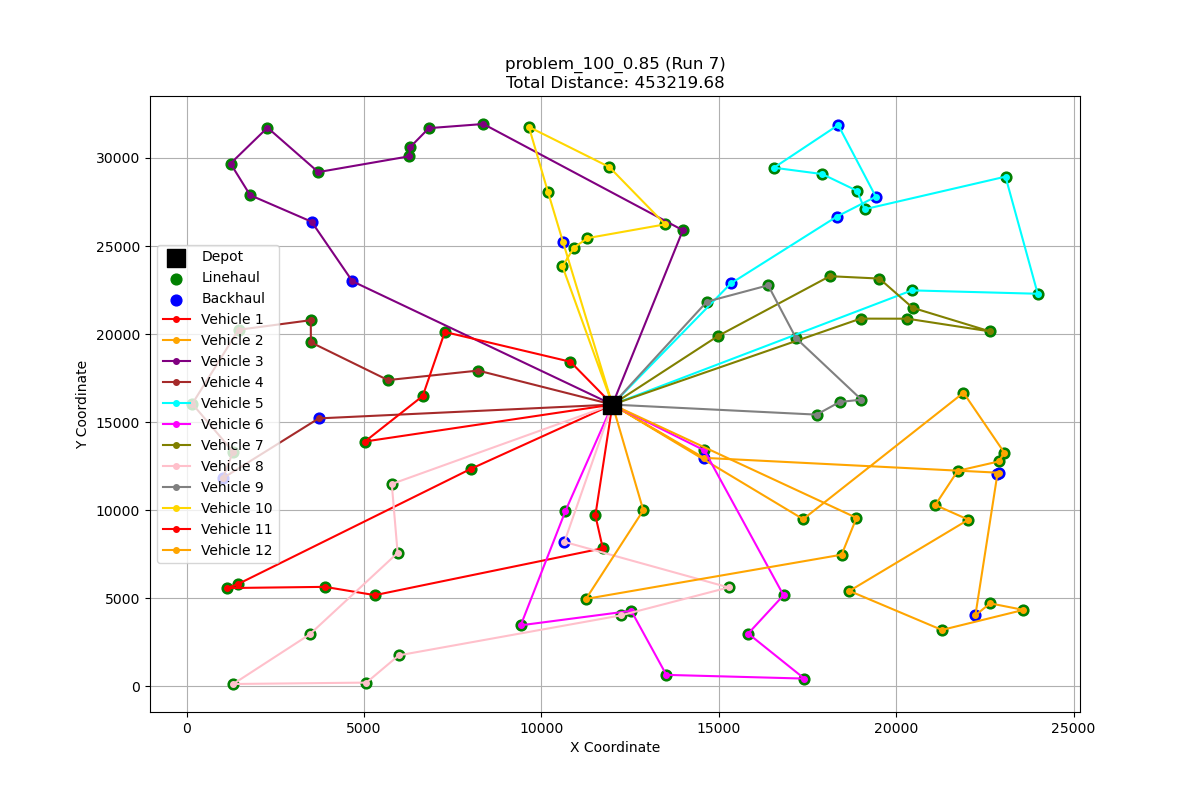 problem_100_0.85 (Run 7)
Total Distance: 453219.68
Y Coordinate
30000
25000
20000
15000
10000
5000
0
Depot
Linehaul
Backhaul
Vehicle 1
Vehicle 2
Vehicle 3
Vehicle 4
Vehicle 5
Vehicle 6
Vehicle 7
Vehicle 8
Vehicle 9
Vehicle 10
Vehicle 11
Vehicle 12
0 5000 10000 15000 20000 25000
X Coordinate